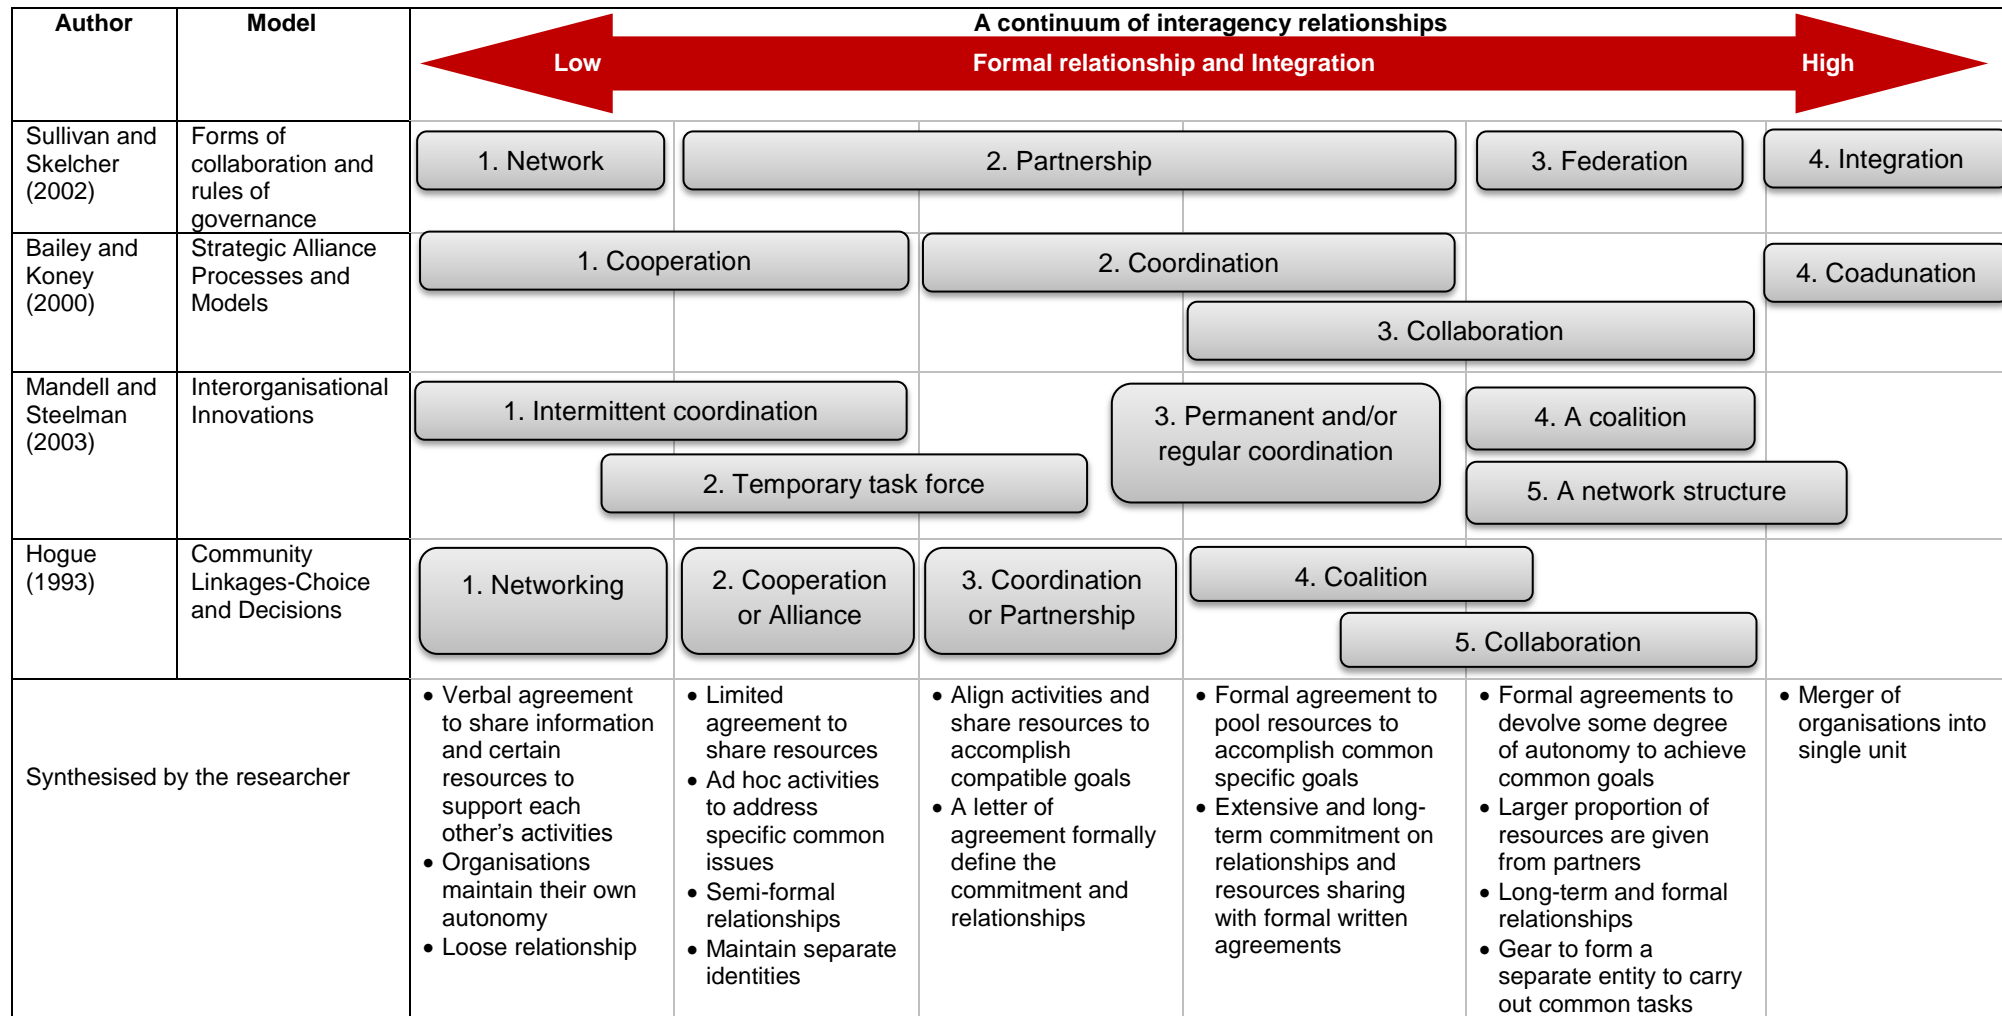 Author
Model
A continuum of interagency relationships
Low
Formal relationship and Integration
High
Sullivan and
Skelcher
(2002)
Forms of
collaboration and
rules of
governance
1. Network
2. Partnership
3. Federation
4. Integration
Bailey and
Koney
(2000)
Strategic Alliance
Processes and
Models
1. Cooperation
2. Coordination
3. Collaboration
4. Coadunation
Mandell and
Steelman
(2003)
Interorganisational
Innovations
1. Intermittent coordination
2. Temporary task force
3. Permanent and/or
regular coordination
4. A coalition
5. A network structure
Hogue
(1993)
Community
Linkages-Choice
and Decisions
1. Networking
2. Cooperation
or Alliance
3. Coordination
or Partnership
4. Coalition
5. Collaboration
Synthesised by the researcher
• Verbal agreement
to share information
and certain
resources to
support each
other’s activities
• Organisations
maintain their own
autonomy
• Loose relationship
• Limited
agreement to
share resources
• Ad hoc activities
to address
specific common
issues
• Semi-formal
relationships
• Maintain separate
identities
• Align activities and
share resources to
accomplish
compatible goals
• A letter of
agreement formally
define the
commitment and
relationships
• Formal agreement to
pool resources to
accomplish common
specific goals
• Extensive and long-
term commitment on
relationships and
resources sharing
with formal written
agreements
• Formal agreements to
devolve some degree
of autonomy to achieve
common goals
• Larger proportion of
resources are given
from partners
• Long-term and formal
relationships
• Gear to form a
separate entity to carry
out common tasks
• Merger of
organisations into
single unit